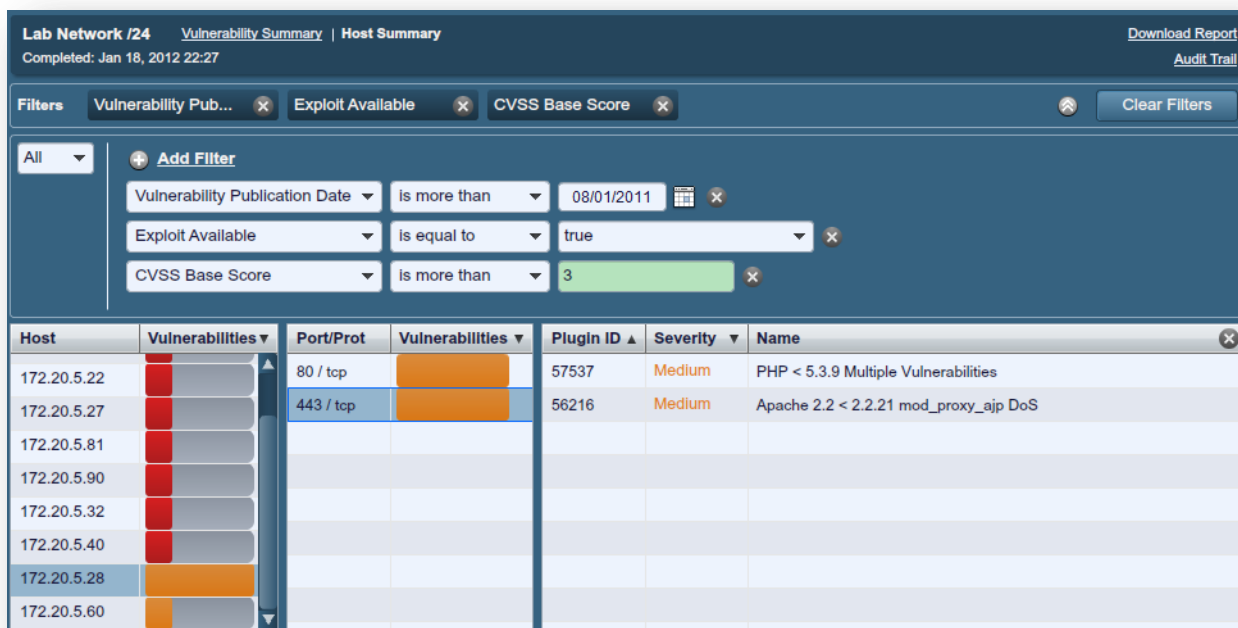 Lab Network /24 Vulnerability Summary | Host Summary Download Report
Completed: Jan 18, 2012 22:27 Audit Trail
Filters Vulnerability Pub... Exploit Available CVSS Base Score Clear Filters
All Add Filter
Vulnerability Publication Date is more than 08/01/2011
Exploit Available is equal to true
CVSS Base Score is more than 3
Host Vulnerabilities Port/Prot Vulnerabilities Plugin ID Severity Name
172.20.5.22 80 / tcp 57537 Medium PHP < 5.3.9 Multiple Vulnerabilities
172.20.5.27 443 / tcp 56216 Medium Apache 2.2 < 2.2.21 mod_proxy_ajp DoS
172.20.5.81
172.20.5.90
172.20.5.32
172.20.5.40
172.20.5.28
172.20.5.60